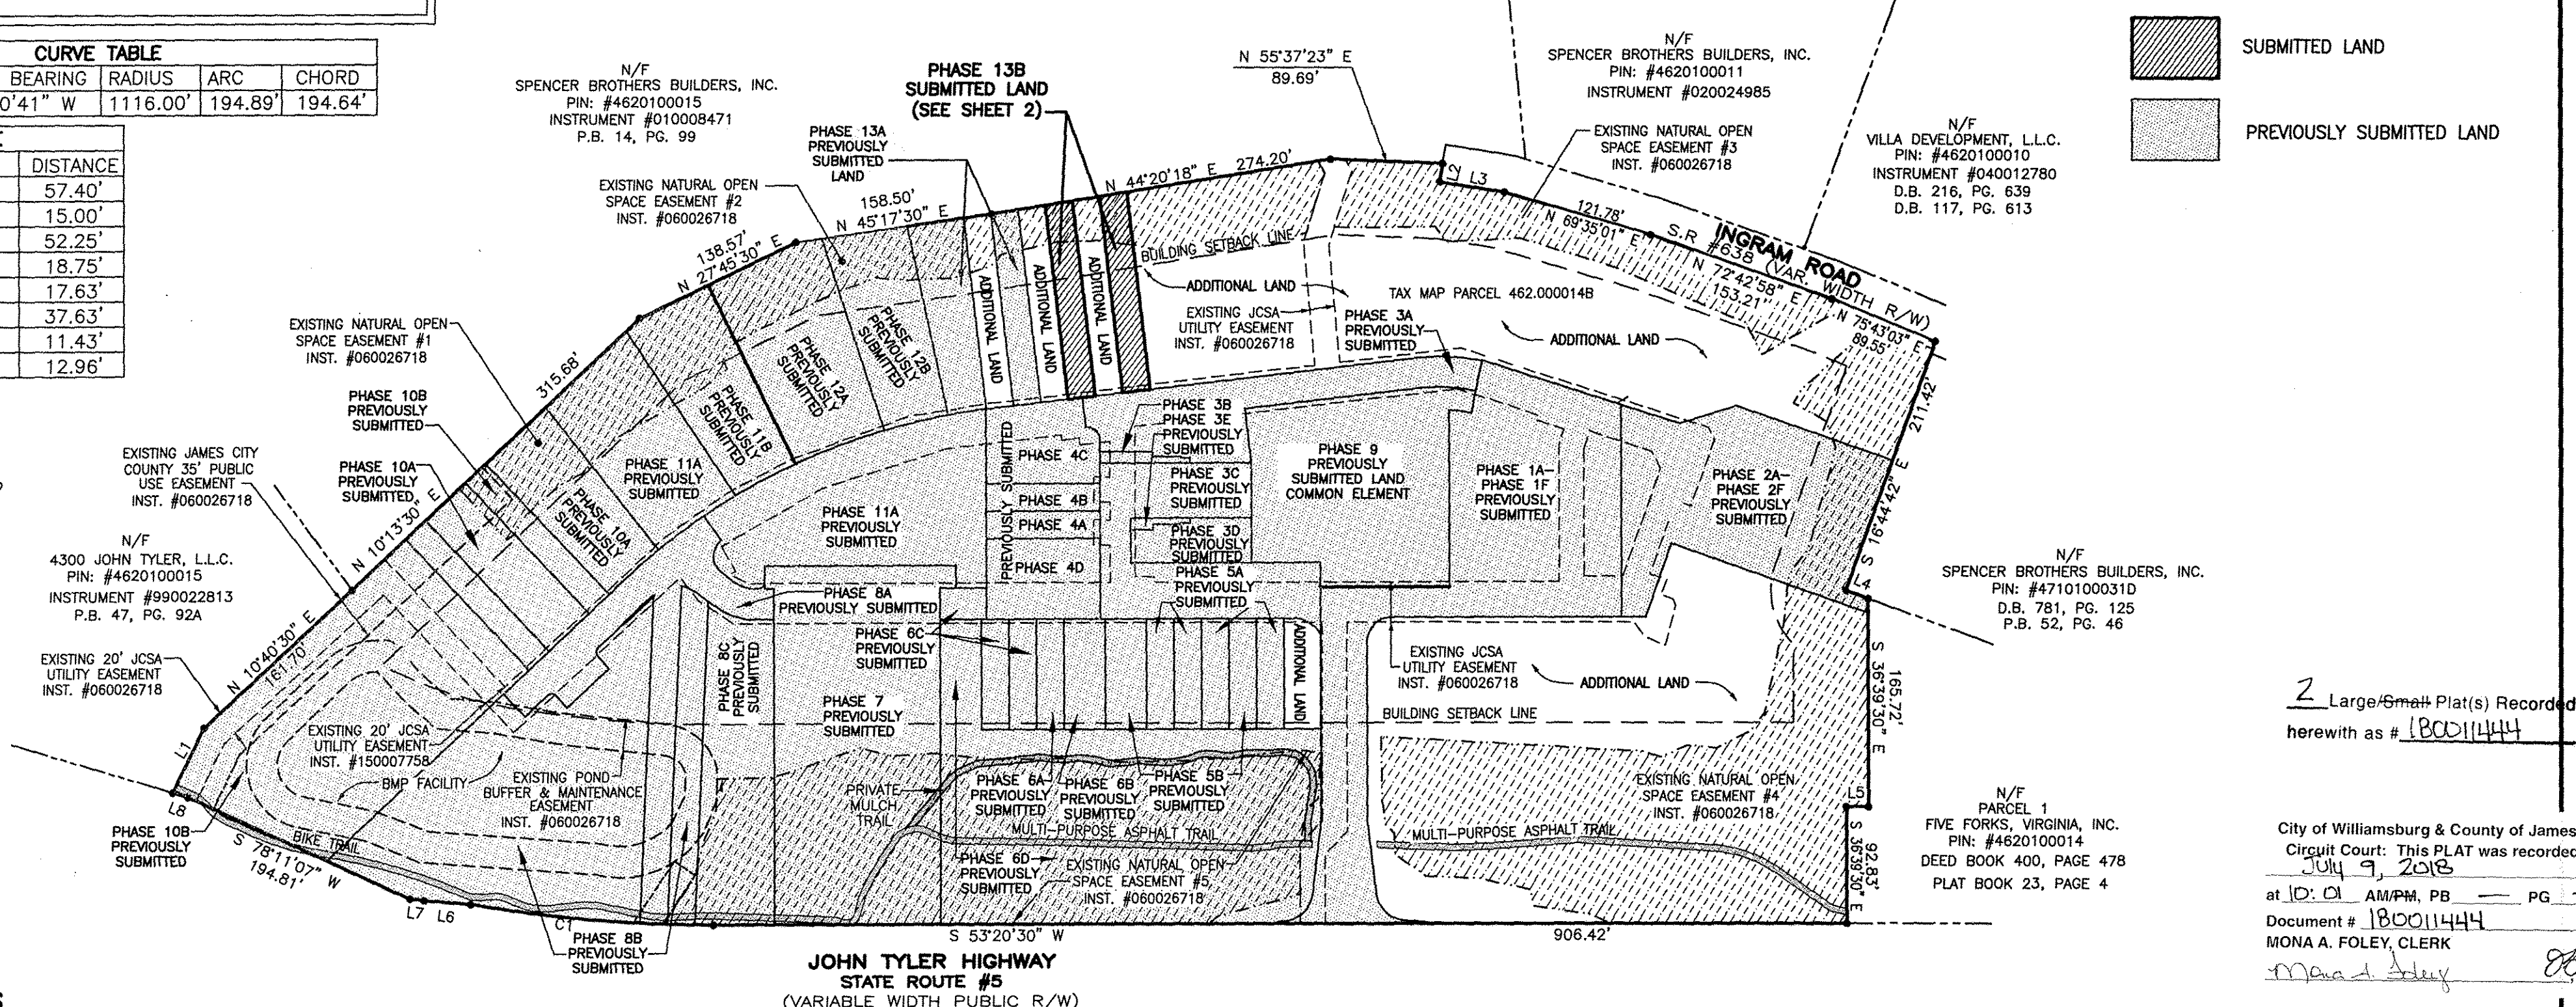 CURVE TABLE
BEARING RADIUS ARC CHORD
0'41" W 1116.00' 194.89' 194.64'
DISTANCE
57.40'
15.00'
52.25'
18.75'
17.63'
37.63'
11.43'
12.96'
N/F
SPENCER BROTHERS BUILDERS, INC.
PIN: #4620100015
INSTRUMENT #010008471
P.B. 14, PG. 99
PHASE 13B
SUBMITTED LAND
(SEE SHEET 2)
PHASE 13A
PREVIOUSLY
SUBMITTED
LAND
N 55°37'23" E
89.69'
N/F
SPENCER BROTHERS BUILDERS, INC.
PIN: #4620100011
INSTRUMENT #020024985
EXISTING NATURAL OPEN
SPACE EASEMENT #3
INST. #060026718
N/F
VILLA DEVELOPMENT, L.L.C.
PIN: #4620100010
INSTRUMENT #040012780
D.B. 216, PG. 639
D.B. 117, PG. 613
SUBMITTED LAND
PREVIOUSLY SUBMITTED LAND
EXISTING NATURAL OPEN
SPACE EASEMENT #2
INST. #060026718
158.50'
N 45°17'30" E
N 44°20'18" E 274.20'
L2
L3
121.78'
N 69°35'01" E
INGRAM ROAD
S.R #638 (VAR. WIDTH R/W)
N 72°42'58" E
153.21'
N 75°43'03" E
89.55'
138.57'
N 27°45'30" E
BUILDING SETBACK LINE
ADDITIONAL LAND
ADDITIONAL LAND
ADDITIONAL LAND
ADDITIONAL LAND
TAX MAP PARCEL 462.000014B
EXISTING JCSA
UTILITY EASEMENT
INST. #060026718
PHASE 3A
PREVIOUSLY
SUBMITTED
ADDITIONAL LAND
211.42'
S 16°44'42" E
EXISTING NATURAL OPEN
SPACE EASEMENT #1
INST. #060026718
315.68'
N 10°13'30" E
PHASE 12B
PREVIOUSLY
SUBMITTED
PHASE 12A
PREVIOUSLY
SUBMITTED
PHASE 11B
PREVIOUSLY
SUBMITTED
PHASE 10B
PREVIOUSLY
SUBMITTED
PHASE 10A
PREVIOUSLY
SUBMITTED
PHASE 11A
PREVIOUSLY
SUBMITTED
PHASE 10A
PREVIOUSLY
SUBMITTED
EXISTING JAMES CITY
COUNTY 35' PUBLIC
USE EASEMENT
INST. #060026718
PHASE 11A
PREVIOUSLY
SUBMITTED
PREVIOUSLY SUBMITTED
PHASE 4C
PHASE 4B
PHASE 4A
PHASE 4D
PHASE 3B
PHASE 3E
PREVIOUSLY
SUBMITTED
PHASE 3C
PREVIOUSLY
SUBMITTED
PHASE 3D
PREVIOUSLY
SUBMITTED
PHASE 5A
PREVIOUSLY
SUBMITTED
PHASE 9
PREVIOUSLY
SUBMITTED LAND
COMMON ELEMENT
PHASE 1A-
PHASE 1F
PREVIOUSLY
SUBMITTED
PHASE 2A-
PHASE 2F
PREVIOUSLY
SUBMITTED
N/F
4300 JOHN TYLER, L.L.C.
PIN: #4620100015
INSTRUMENT #990022813
P.B. 47, PG. 92A
N/F
SPENCER BROTHERS BUILDERS, INC.
PIN: #4710100031D
D.B. 781, PG. 125
P.B. 52, PG. 46
L4
EXISTING 20' JCSA
UTILITY EASEMENT
INST. #060026718
N 10°40'30" E
161.70'
PHASE 8A
PREVIOUSLY SUBMITTED
PHASE 6C
PREVIOUSLY
SUBMITTED
PHASE 8C
PREVIOUSLY
SUBMITTED
PHASE 7
PREVIOUSLY
SUBMITTED
ADDITIONAL LAND
EXISTING JCSA
UTILITY EASEMENT
INST. #060026718
ADDITIONAL LAND
BUILDING SETBACK LINE
165.72'
S 36°39'30" E
L1
L8
EXISTING 20' JCSA
UTILITY EASEMENT
INST. #150007758
BMP FACILITY
EXISTING POND
BUFFER & MAINTENANCE
EASEMENT
INST. #060026718
PRIVATE
MULCH
TRAIL
PHASE 6A
PREVIOUSLY
SUBMITTED
PHASE 6B
PREVIOUSLY
SUBMITTED
PHASE 5B
PREVIOUSLY
SUBMITTED
EXISTING NATURAL OPEN
SPACE EASEMENT #4
INST. #060026718
L5
PHASE 10B
PREVIOUSLY
SUBMITTED
BIKE TRAIL
S 78°11'07" W
194.81'
MULTI-PURPOSE ASPHALT TRAIL
MULTI-PURPOSE ASPHALT TRAIL
PHASE 6D
PREVIOUSLY
SUBMITTED
EXISTING NATURAL OPEN
SPACE EASEMENT #5
INST. #060026718
92.83'
S 36°39'30" E
N/F
PARCEL 1
FIVE FORKS, VIRGINIA, INC.
PIN: #4620100014
DEED BOOK 400, PAGE 478
PLAT BOOK 23, PAGE 4
L7 L6
C1
PHASE 8B
PREVIOUSLY
SUBMITTED
S 53°20'30" W
906.42'
JOHN TYLER HIGHWAY
STATE ROUTE #5
(VARIABLE WIDTH PUBLIC R/W)
2 Large/Small Plat(s) Recorded
herewith as # 180011444
City of Williamsburg & County of James
Circuit Court: This PLAT was recorded
July 9, 2018
at 10:01 AM/PM, PB — PG
Document # 180011444
MONA A. FOLEY, CLERK
Mona A. Foley